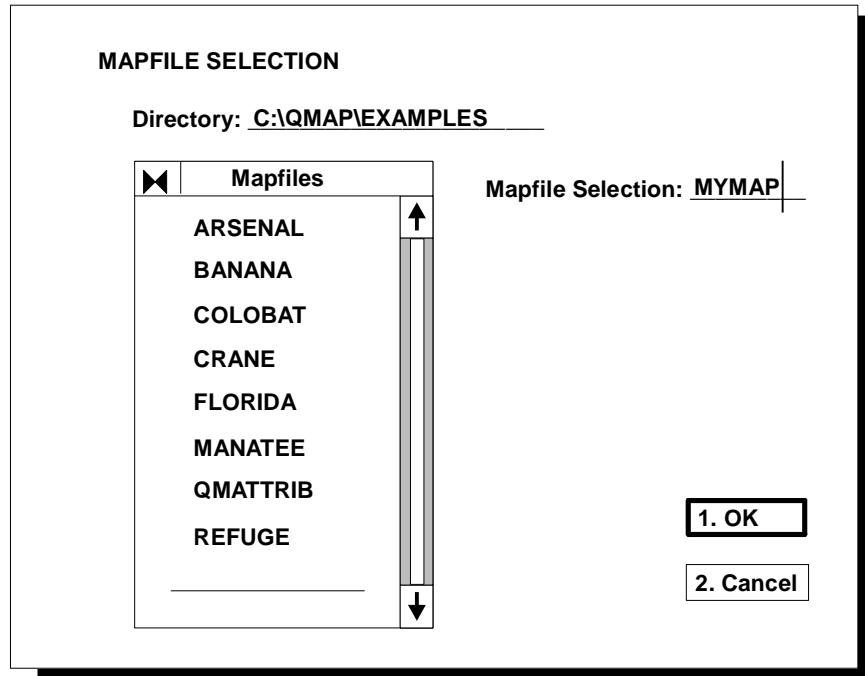 MAPFILE SELECTION
Directory: C:\QMAP\EXAMPLES
Mapfiles
Mapfile Selection: MYMAP
ARSENAL
BANANA
COLOBAT
CRANE
FLORIDA
MANATEE
QMATTRIB
REFUGE
1. OK
2. Cancel